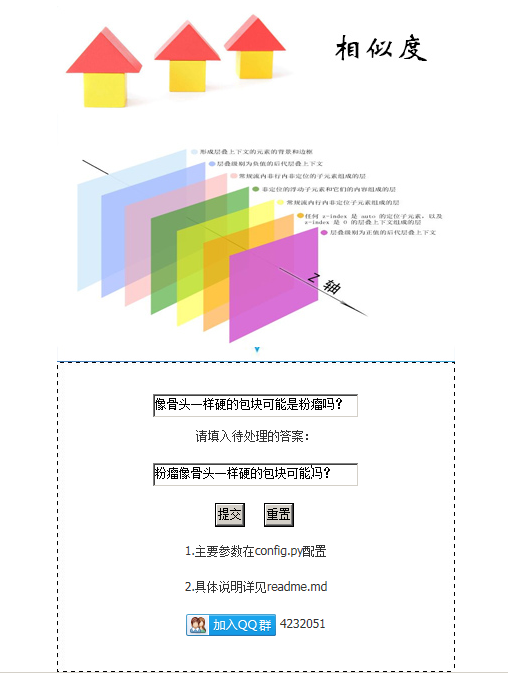 相似度
形成层叠上下文的元素的背景和边框
层叠级别为负值的后代层叠上下文
常规流内非行内非定位的子元素组成的层
非定位的浮动子元素和它们的内容组成的层
常规流内行内非定位子元素组成的层
任何 z-index 是 auto 的定位子元素，以及
z-index 是 0 的层叠上下文组成的层
层叠级别为正值的后代层叠上下文
Z 轴
像骨头一样硬的包块可能是粉瘤吗?
请填入待处理的答案:
粉瘤像骨头一样硬的包块可能吗?
提交 重置
1.主要参数在config.py配置
2.具体说明详见readme.md
加入QQ群 4232051